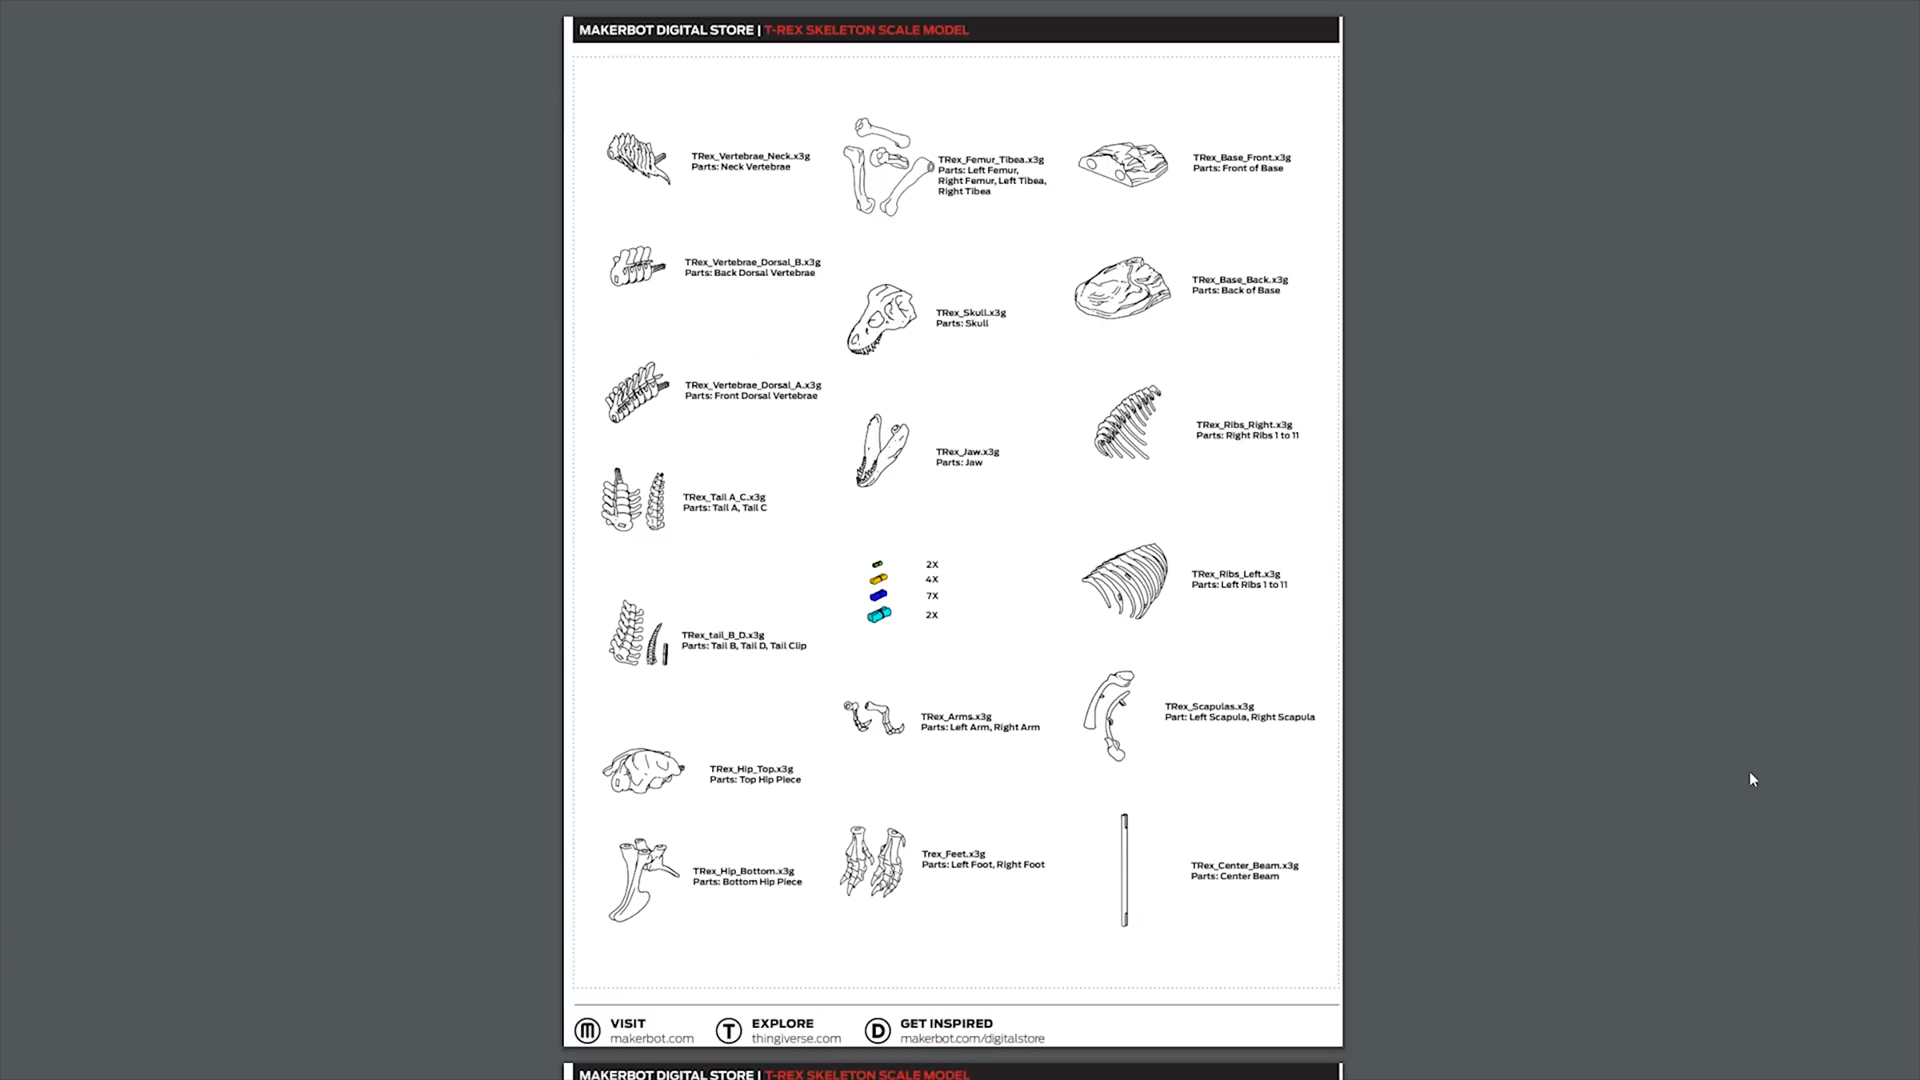 MAKERBOT DIGITAL STORE | T-REX SKELETON SCALE MODEL
TRex_Vertebrae_Neck.x3g
Parts: Neck Vertebrae
TRex_Vertebrae_Dorsal_B.x3g
Parts: Back Dorsal Vertebrae
TRex_Vertebrae_Dorsal_A.x3g
Parts: Front Dorsal Vertebrae
TRex_Tail A_C.x3g
Parts: Tail A, Tail C
TRex_tail_B_D.x3g
Parts: Tail B, Tail D, Tail Clip
TRex_Hip_Top.x3g
Parts: Top Hip Piece
TRex_Hip_Bottom.x3g
Parts: Bottom Hip Piece
TRex_Femur_Tibea.x3g
Parts: Left Femur,
Right Femur, Left Tibea,
Right Tibea
TRex_Skull.x3g
Parts: Skull
TRex_Jaw.x3g
Parts: Jaw
2X
4X
7X
2X
TRex_Arms.x3g
Parts: Left Arm, Right Arm
Trex_Feet.x3g
Parts: Left Foot, Right Foot
TRex_Base_Front.x3g
Parts: Front of Base
TRex_Base_Back.x3g
Parts: Back of Base
TRex_Ribs_Right.x3g
Parts: Right Ribs 1 to 11
TRex_Ribs_Left.x3g
Parts: Left Ribs 1 to 11
TRex_Scapulas.x3g
Part: Left Scapula, Right Scapula
TRex_Center_Beam.x3g
Parts: Center Beam
M
VISIT
makerbot.com
T
EXPLORE
thingiverse.com
D
GET INSPIRED
makerbot.com/digitalstore
MAKERBOT DIGITAL STORE | T-REX SKELETON SCALE MODEL